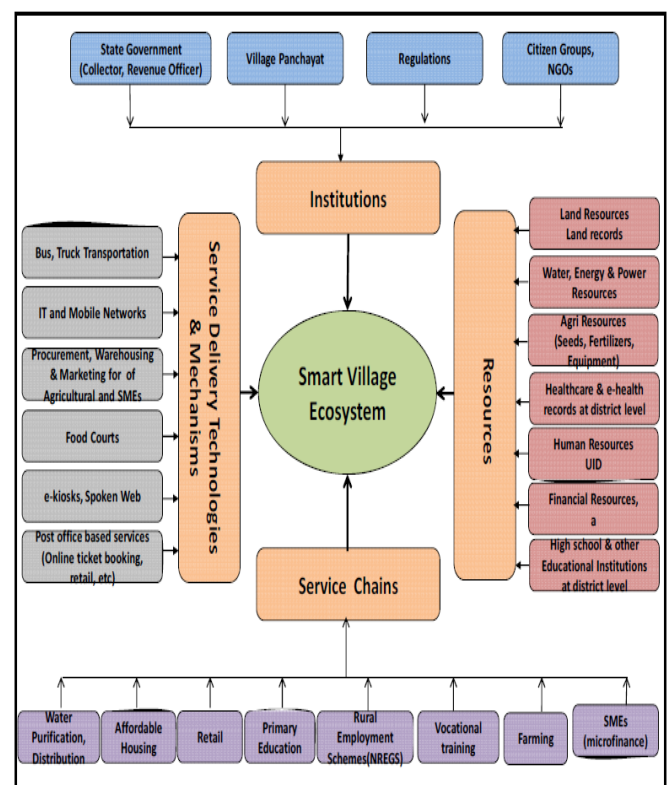 State Government
(Collector, Revenue Officer)
Village Panchayat
Regulations
Citizen Groups,
NGOs
Institutions
Bus, Truck Transportation
IT and Mobile Networks
Procurement, Warehousing
& Marketing for of
Agricultural and SMEs
Food Courts
e-kiosks, Spoken Web
Post office based services
(Online ticket booking,
retail, etc)
Service Delivery Technologies
& Mechanisms
Smart Village
Ecosystem
Resources
Land Resources
Land records
Water, Energy & Power
Resources
Agri Resources
(Seeds, Fertilizers,
Equipment)
Healthcare & e-health
records at district level
Human Resources
UID
Financial Resources,
a
High school & other
Educational Institutions
at district level
Service Chains
Water
Purification,
Distribution
Affordable
Housing
Retail
Primary
Education
Rural
Employment
Schemes(NREGS)
Vocational
training
Farming
SMEs
(microfinance)